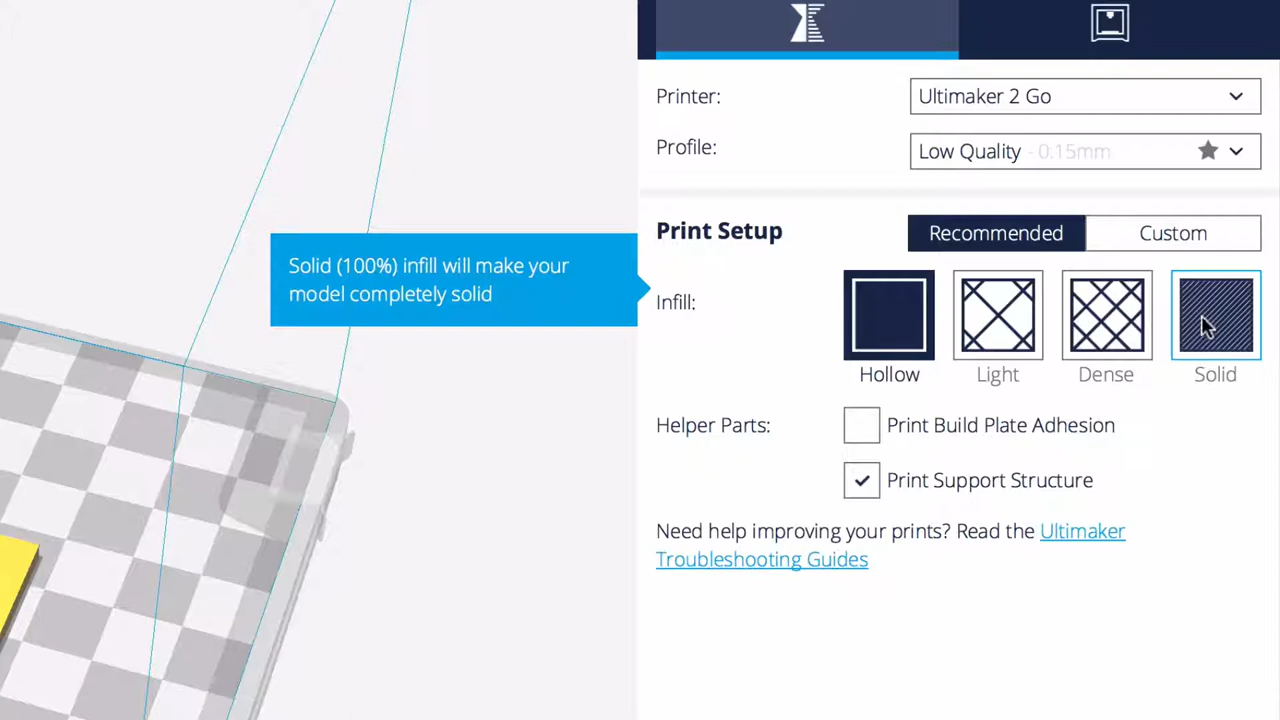 Printer:
Ultimaker 2 Go
Profile:
Low Quality - 0.15mm
Print Setup
Recommended
Custom
Solid (100%) infill will make your
model completely solid
Infill:
Hollow
Light
Dense
Solid
Helper Parts:
Print Build Plate Adhesion
Print Support Structure
Need help improving your prints? Read the Ultimaker
Troubleshooting Guides